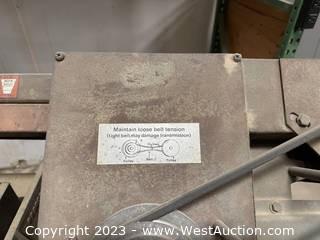 Maintain loose belt tension
(Tight belt may damage transmission)
Copyright 2023 - www.WestAuction.com